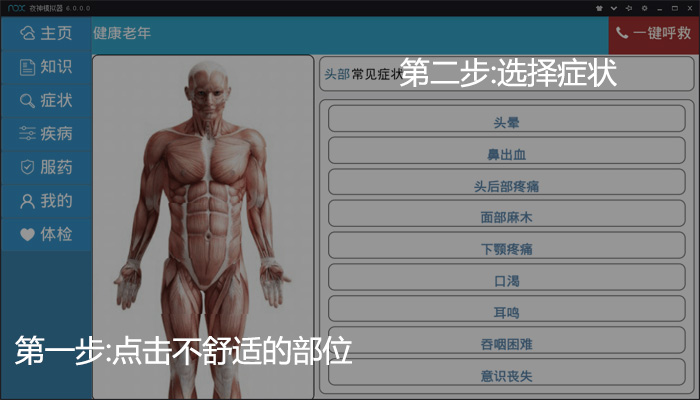 nox 夜神模拟器 6.0.0.0
主页
健康老年
一键呼救
知识
症状
疾病
服药
我的
体检
头部常见症状
第二步:选择症状
头晕
鼻出血
头后部疼痛
面部麻木
下颚疼痛
口渴
耳鸣
吞咽困难
意识丧失
第一步:点击不舒适的部位